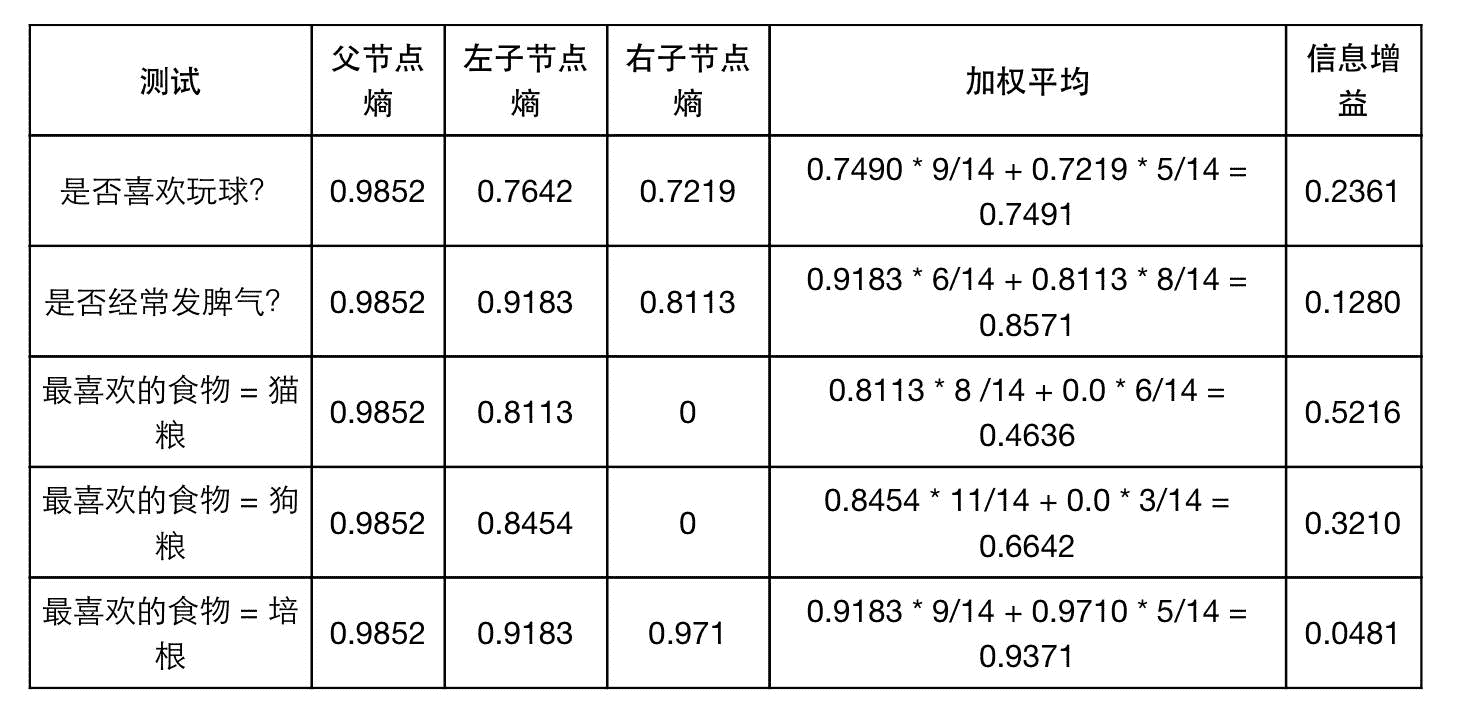 测试
父节点
熵
左子节点
熵
右子节点
熵
加权平均
信息增
益
是否喜欢玩球?
0.9852
0.7642
0.7219
0.7490 * 9/14 + 0.7219 * 5/14 =
0.7491
0.2361
是否经常发脾气?
0.9852
0.9183
0.8113
0.9183 * 6/14 + 0.8113 * 8/14 =
0.8571
0.1280
最喜欢的食物 = 猫
粮
0.9852
0.8113
0
0.8113 * 8 /14 + 0.0 * 6/14 =
0.4636
0.5216
最喜欢的食物 = 狗
粮
0.9852
0.8454
0
0.8454 * 11/14 + 0.0 * 3/14 =
0.6642
0.3210
最喜欢的食物 = 培
根
0.9852
0.9183
0.971
0.9183 * 9/14 + 0.9710 * 5/14 =
0.9371
0.0481